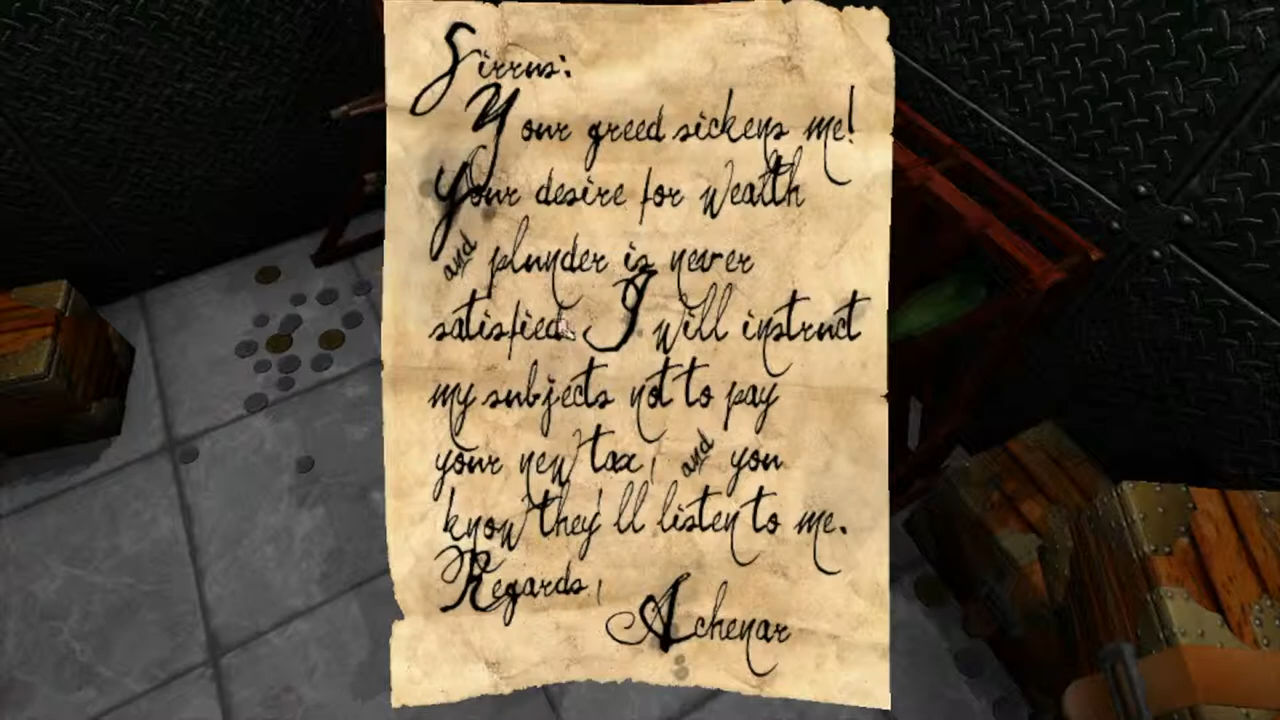 Sirrus:
Your greed sickens me!
Your desire for wealth
and plunder is never
satisfied. I will instruct
my subjects not to pay
your new tax, and you
know they'll listen to me.
Regards,
Achenar